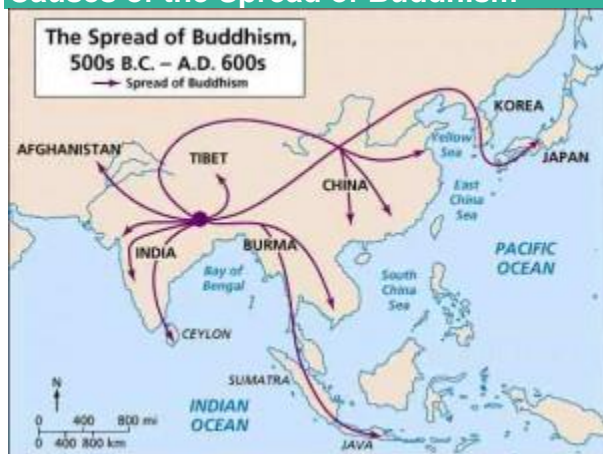 Causes of the Spread of Buddhism
The Spread of Buddhism,
500s B.C. – A.D. 600s
Spread of Buddhism
KOREA
AFGHANISTAN
TIBET
Yellow
Sea
JAPAN
CHINA
East
China
Sea
INDIA
BURMA
PACIFIC
OCEAN
Bay of
Bengal
South
China
Sea
CEYLON
N
SUMATRA
INDIAN
OCEAN
0 400 800 mi
0 400 800 km
JAVA